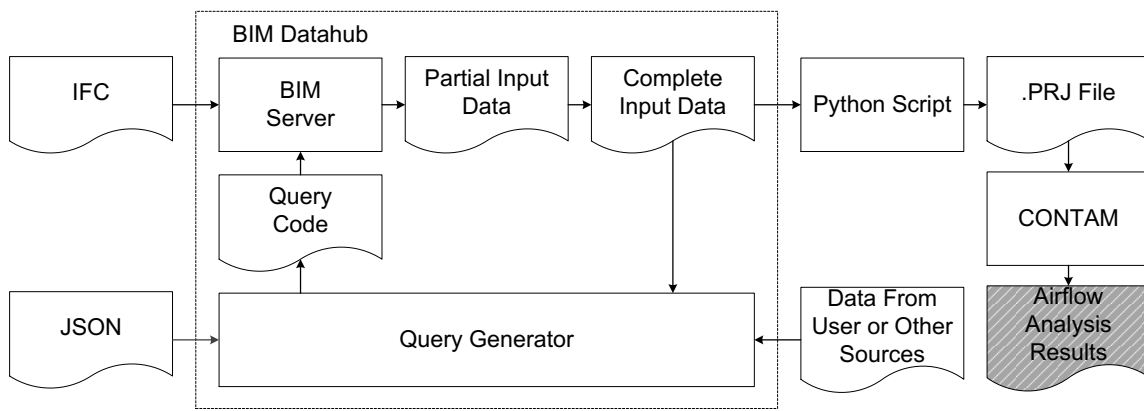 BIM Datahub
IFC
BIM
Server
Partial Input
Data
Complete
Input Data
Python Script
.PRJ File
Query
Code
CONTAM
JSON
Query Generator
Data From
User or Other
Sources
Airflow
Analysis
Results